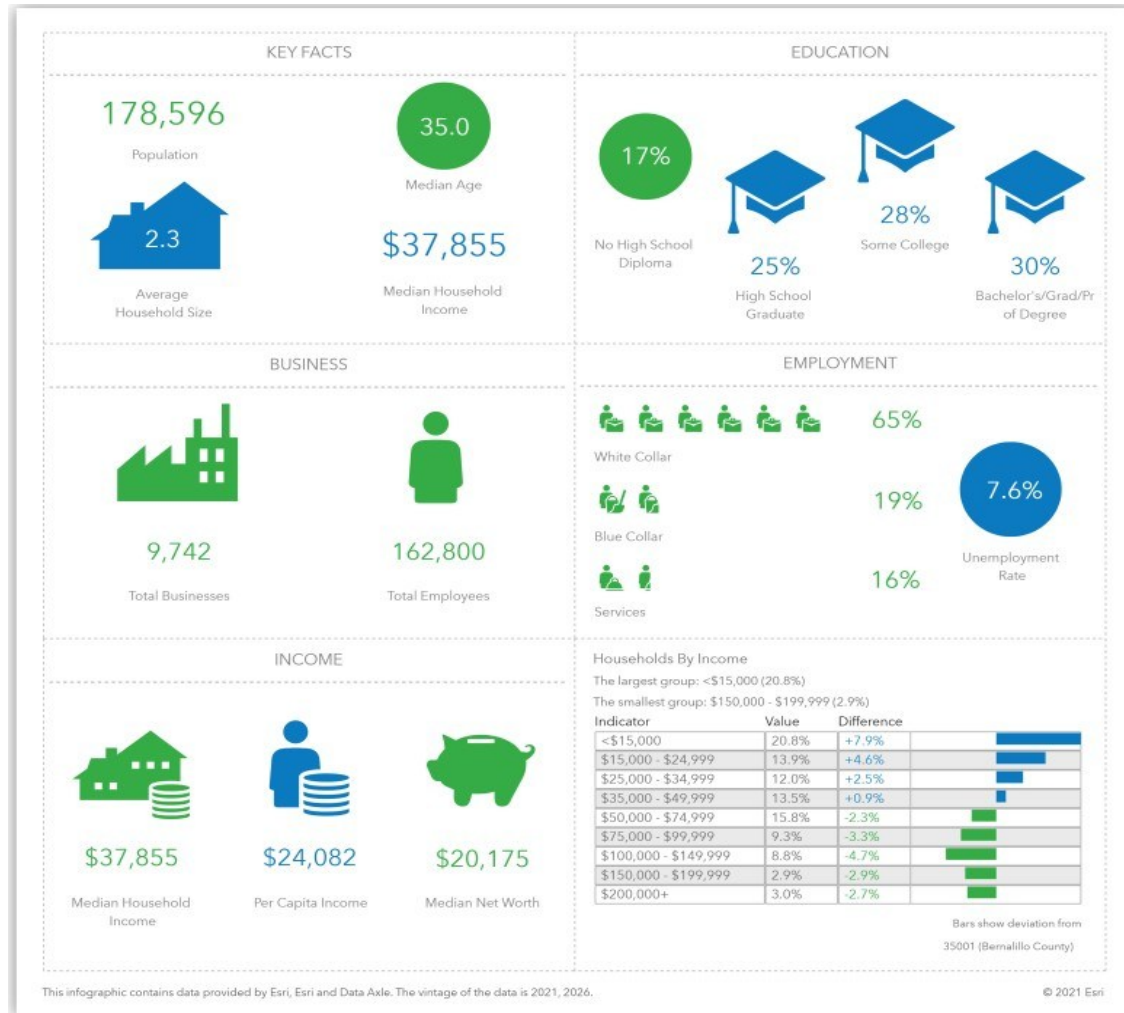 KEY FACTS
178,596
Population
35.0
Median Age
2.3
Average
Household Size
$37,855
Median Household
Income
EDUCATION
17%
No High School
Diploma
25%
High School
Graduate
28%
Some College
30%
Bachelor's/Grad/Pr
of Degree
BUSINESS
9,742
Total Businesses
162,800
Total Employees
EMPLOYMENT
65%
White Collar
19%
Blue Collar
16%
Services
7.6%
Unemployment
Rate
INCOME
$37,855
Median Household
Income
$24,082
Per Capita Income
$20,175
Median Net Worth
Households By Income
The largest group: <$15,000 (20.8%)
The smallest group: $150,000 - $199,999 (2.9%)
Indicator Value Difference
<$15,000 20.8% +7.9%
$15,000 - $24,999 13.9% +4.6%
$25,000 - $34,999 12.0% +2.5%
$35,000 - $49,999 13.5% +0.9%
$50,000 - $74,999 15.8% -2.3%
$75,000 - $99,999 9.3% -3.3%
$100,000 - $149,999 8.8% -4.7%
$150,000 - $199,999 2.9% -2.9%
$200,000+ 3.0% -2.7%
Bars show deviation from
35001 (Bernalillo County)
This infographic contains data provided by Esri, Esri and Data Axle. The vintage of the data is 2021, 2026.
© 2021 Esri